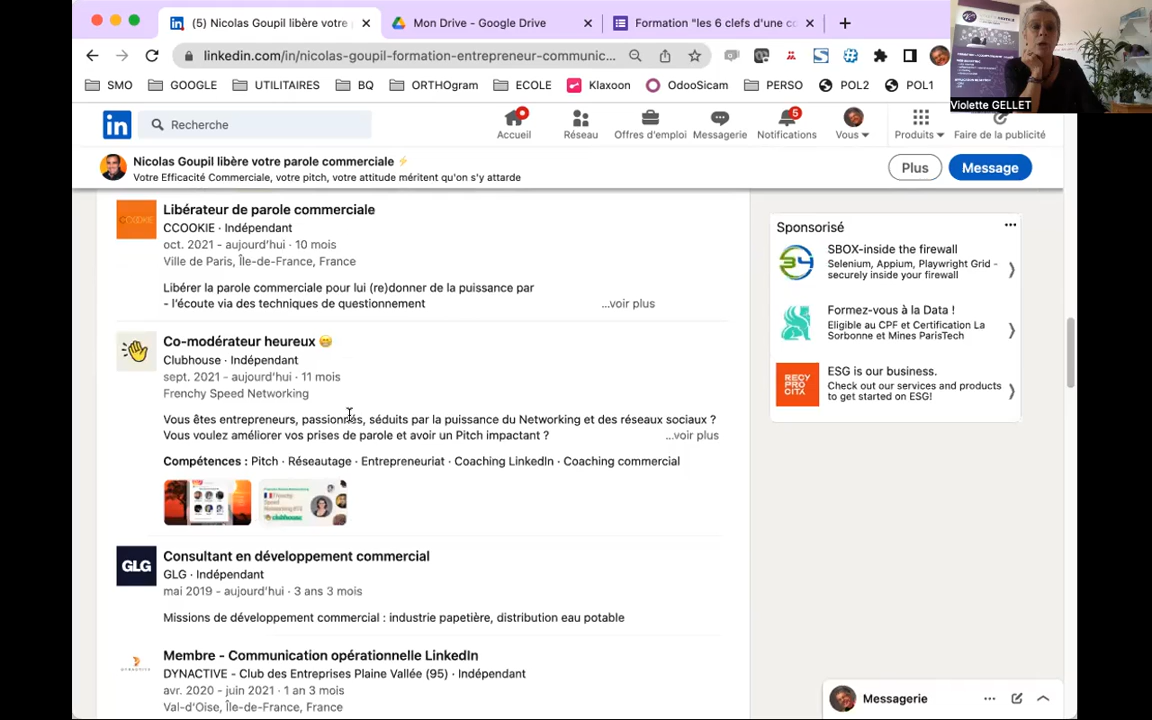 (5) Nicolas Goupil libère votre
Mon Drive - Google Drive
Formation "les 6 clefs d'une co
linkedin.com/in/nicolas-goupil-formation-entrepreneur-communic...
SMO
GOOGLE
UTILITAIRES
BQ
ORTHOgram
ECOLE
Klaxoon
OdooSicam
PERSO
POL2
POL1
Violette GELLET
Recherche
Accueil
Réseau
Offres d'emploi
Messagerie
5
Notifications
Vous
Produits
Faire de la publicité
Nicolas Goupil libère votre parole commerciale ⚡
Votre Efficacité Commerciale, votre pitch, votre attitude méritent qu'on s'y attarde
Plus
Message
Libérateur de parole commerciale
CCOOKIE · Indépendant
oct. 2021 - aujourd'hui · 10 mois
Ville de Paris, Île-de-France, France
Libérer la parole commerciale pour lui (re)donner de la puissance par
- l'écoute via des techniques de questionnement
...voir plus
Co-modérateur heureux 😁
Clubhouse · Indépendant
sept. 2021 - aujourd'hui · 11 mois
Frenchy Speed Networking
Vous êtes entrepreneurs, passionnés, séduits par la puissance du Networking et des réseaux sociaux ?
Vous voulez améliorer vos prises de parole et avoir un Pitch impactant ?
...voir plus
Compétences : Pitch · Réseautage · Entrepreneuriat · Coaching LinkedIn · Coaching commercial
GLG
Consultant en développement commercial
GLG · Indépendant
mai 2019 - aujourd'hui · 3 ans 3 mois
Missions de développement commercial : industrie papetière, distribution eau potable
Membre - Communication opérationnelle LinkedIn
DYNACTIVE - Club des Entreprises Plaine Vallée (95) · Indépendant
avr. 2020 - juin 2021 · 1 an 3 mois
Val-d'Oise, Île-de-France, France
Sponsorisé
SBOX-inside the firewall
Selenium, Appium, Playwright Grid -
securely inside your firewall
Formez-vous à la Data !
Eligible au CPF et Certification La
Sorbonne et Mines ParisTech
RECY
PRO
CITA
ESG is our business.
Check out our services and products
to get started on ESG!
Messagerie